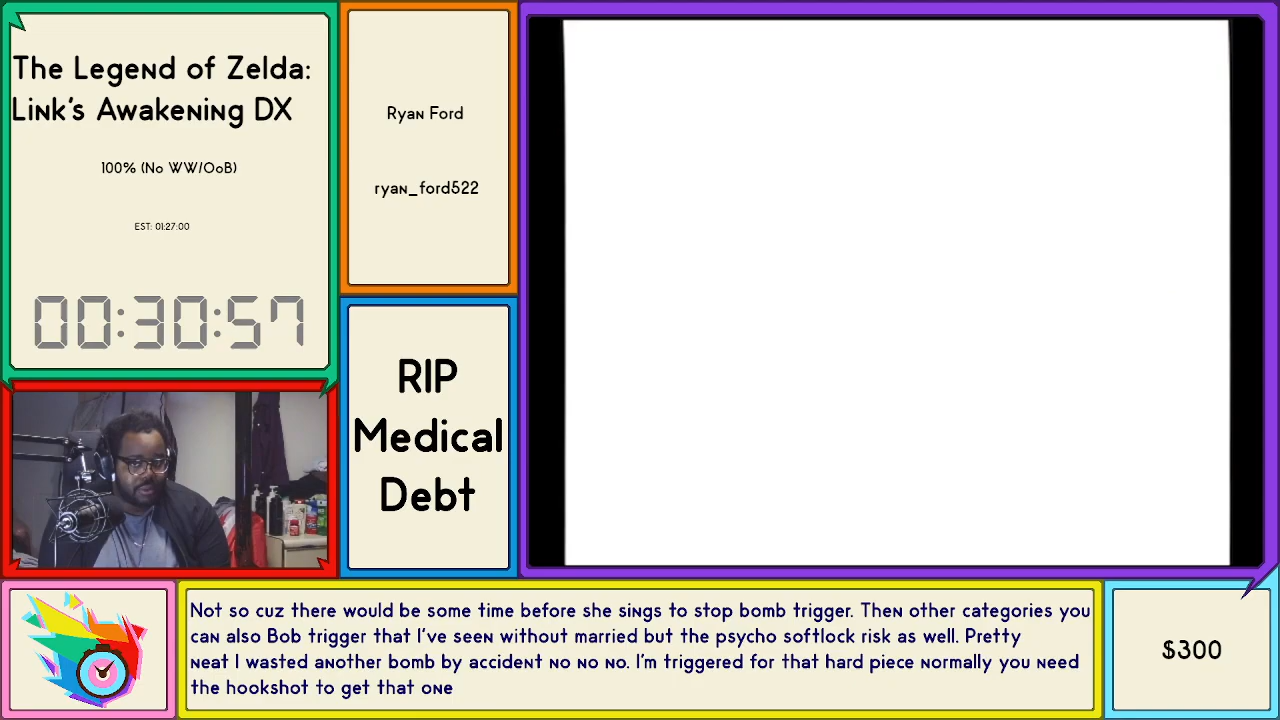 The Legend of Zelda:
Link's Awakening DX
100% (No WW/OoB)
EST: 01:27:00
00:30:57
Ryan Ford
ryan_ford522
RIP
Medical
Debt
Not so cuz there would be some time before she sings to stop bomb trigger. Then other categories you
can also Bob trigger that I've seen without married but the psycho softlock risk as well. Pretty
neat I wasted another bomb by accident no no no. I'm triggered for that hard piece normally you need
the hookshot to get that one
$300